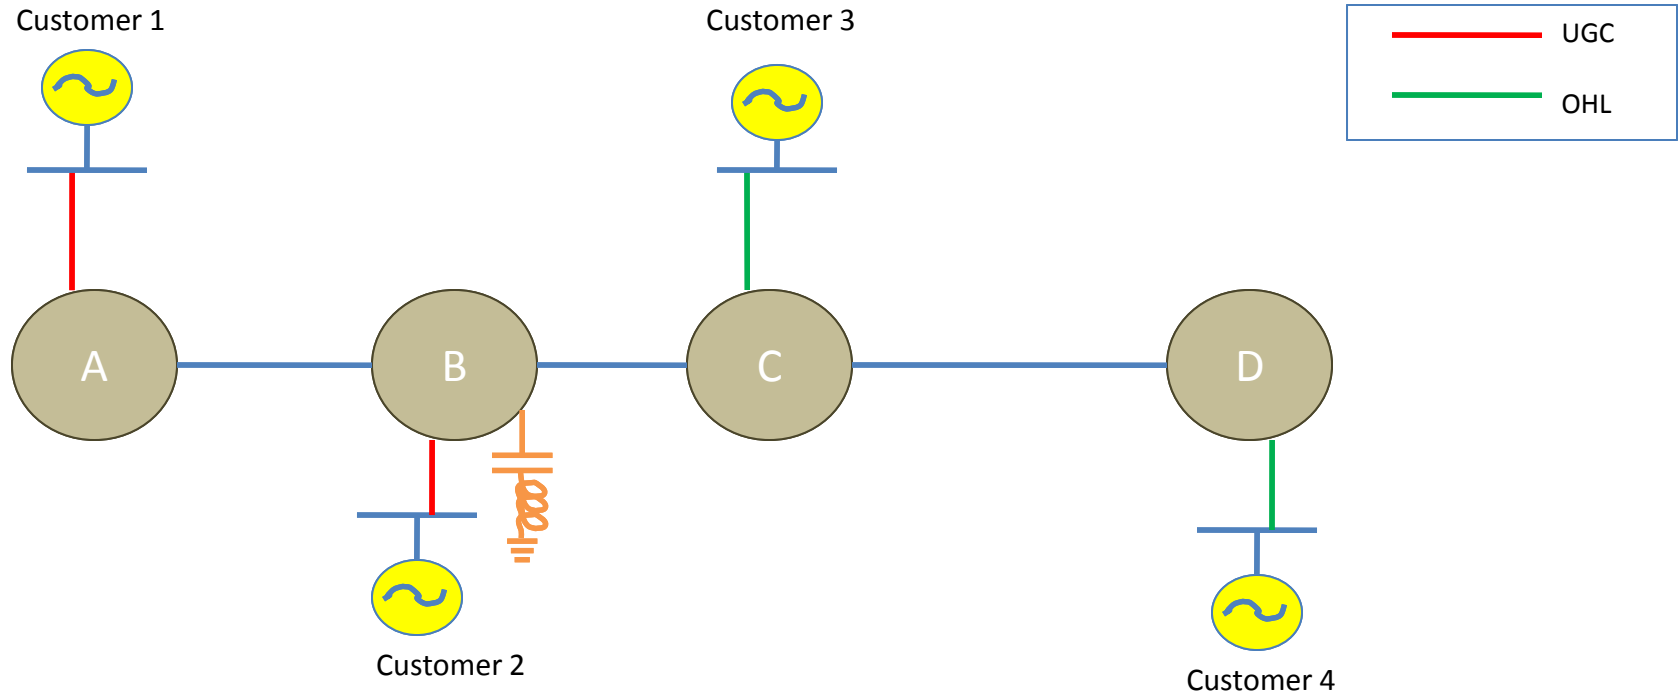 Customer 1
Customer 3
UGC
OHL
A
B
C
D
Customer 2
Customer 4